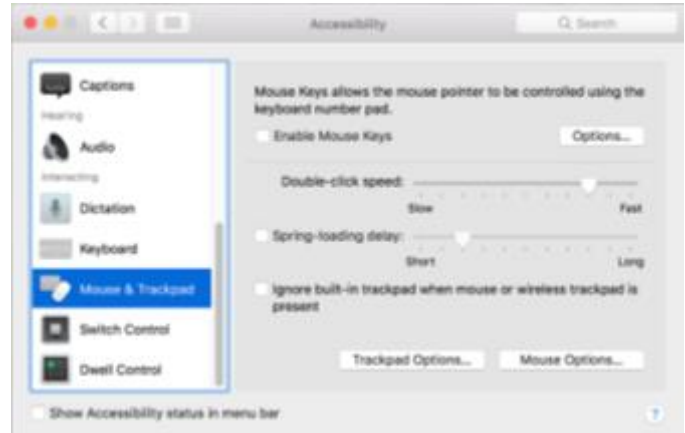 Accessibility
Search
Captions
Hearing
Audio
Interacting
Dictation
Keyboard
Mouse & Trackpad
Switch Control
Dwell Control
Mouse Keys allows the mouse pointer to be controlled using the
keyboard number pad.
Enable Mouse Keys
Options...
Double-click speed:
Slow
Fast
Spring-loading delay:
Short
Long
Ignore built-in trackpad when mouse or wireless trackpad is
present
Trackpad Options...
Mouse Options...
Show Accessibility status in menu bar
?